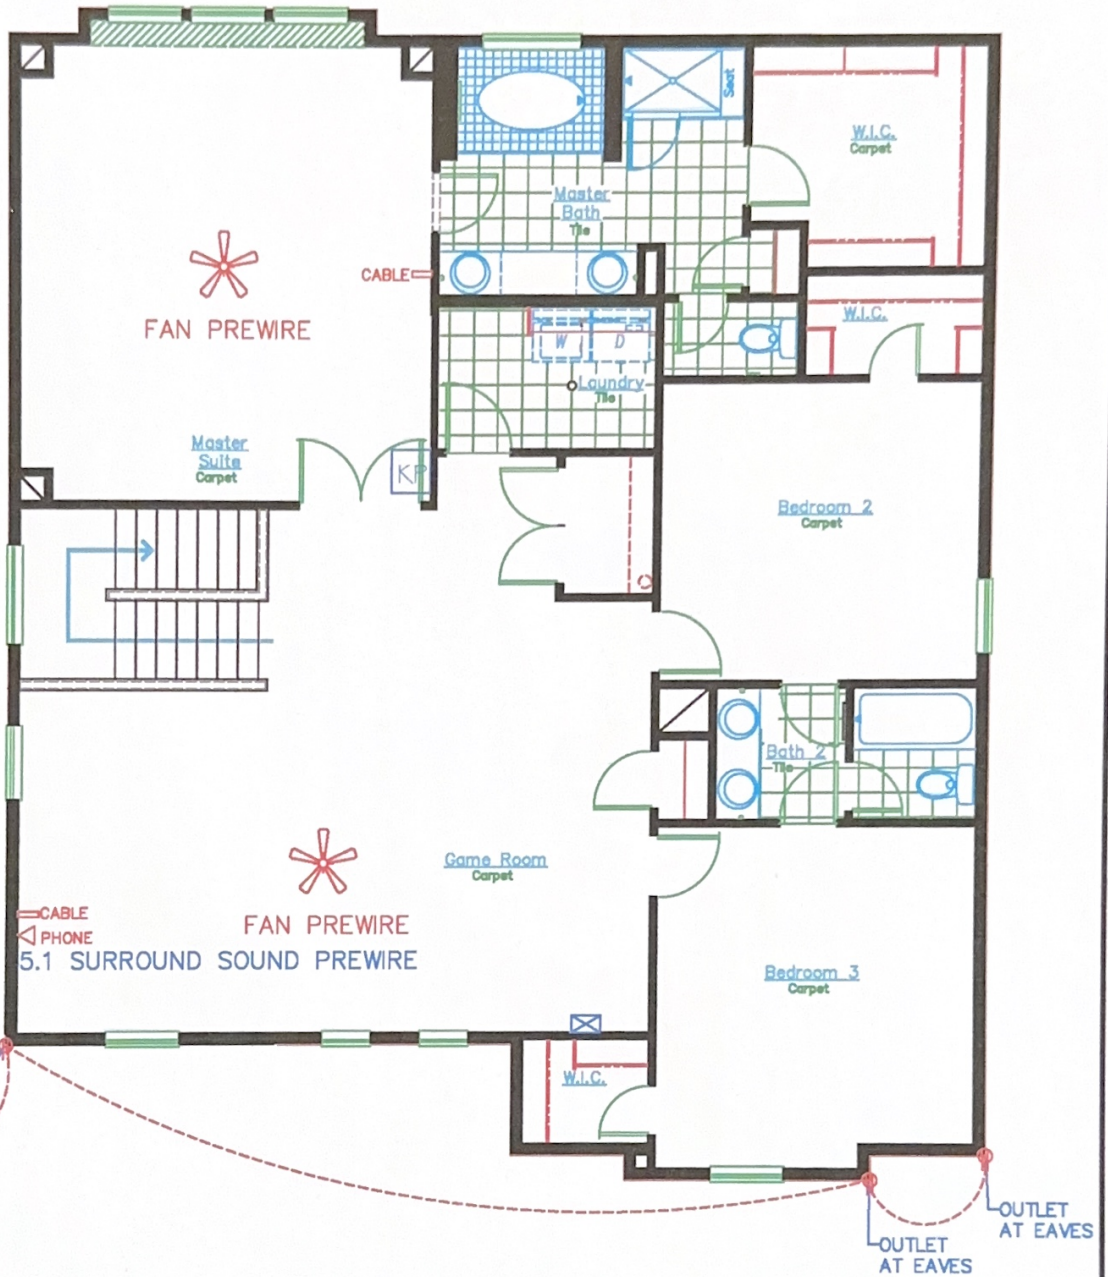 Seat
W.I.C.
Carpet
Master
Bath
Tile
CABLE
FAN PREWIRE
W.I.C.
W
D
Laundry
Tile
Master
Suite
Carpet
KP
Bedroom 2
Carpet
Bath 2
Tile
Game Room
Carpet
CABLE
PHONE
FAN PREWIRE
5.1 SURROUND SOUND PREWIRE
Bedroom 3
Carpet
W.I.C.
OUTLET
AT EAVES
OUTLET
AT EAVES